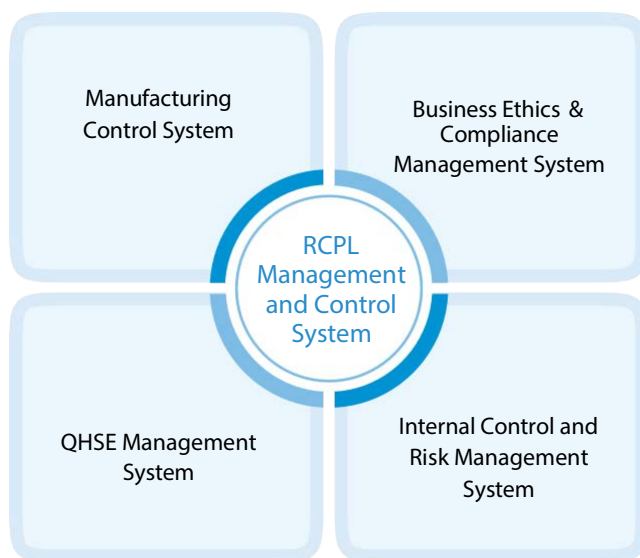 Manufacturing
Control System
Business Ethics &
Compliance
Management System
RCPL
Management
and Control
System
QHSE Management
System
Internal Control and
Risk Management
System